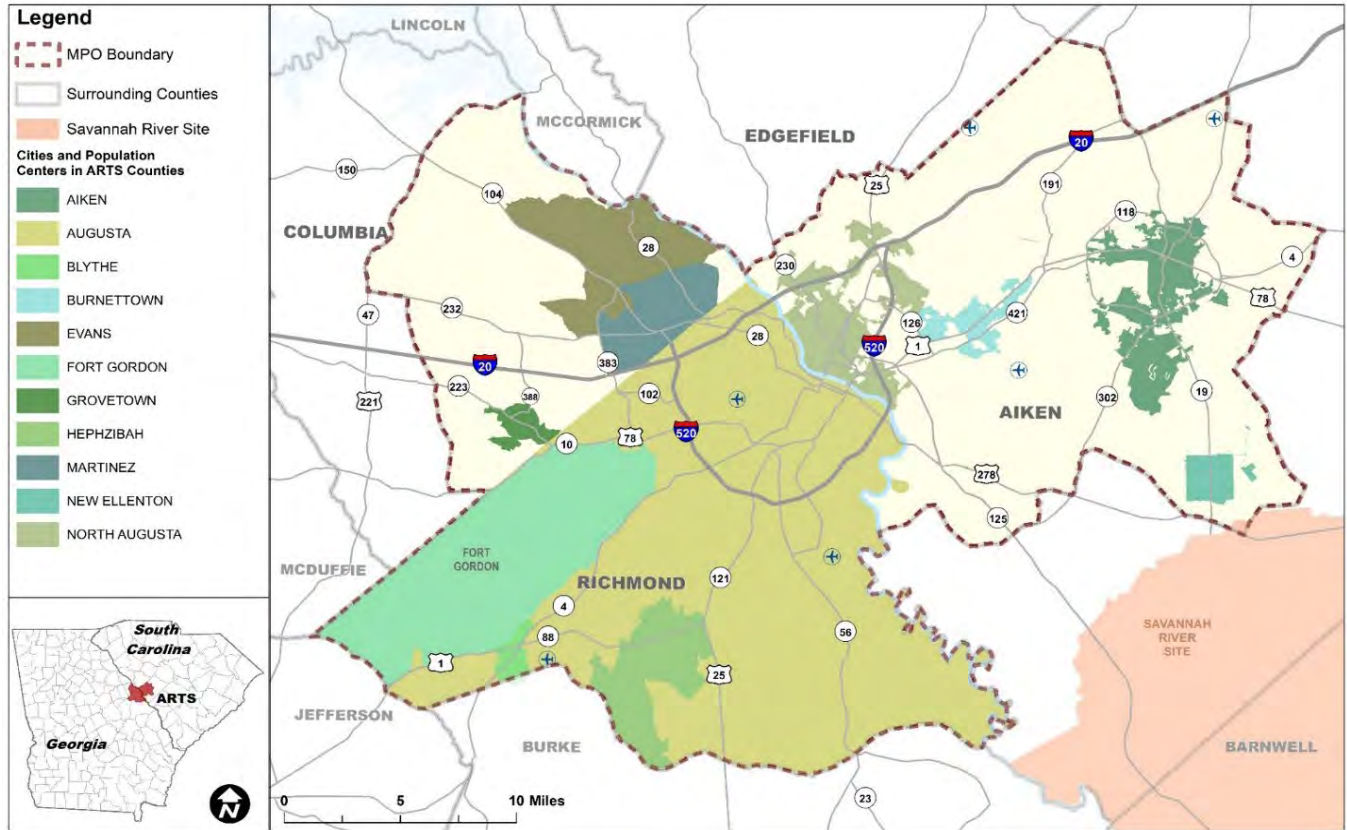 Legend
MPO Boundary
Surrounding Counties
Savannah River Site
Cities and Population
Centers in ARTS Counties
AIKEN
AUGUSTA
BLYTHE
BURNETTOWN
EVANS
FORT GORDON
GROVETOWN
HEPHZIBAH
MARTINEZ
NEW ELLENTON
NORTH AUGUSTA
South
Carolina
ARTS
Georgia
N
LINCOLN
MCCORMICK
EDGEFIELD
20
150
25
191
104
118
COLUMBIA
28
4
230
78
47
232
126
421
28
520
1
20
383
223
388
102
221
302
19
AIKEN
10
78
520
278
125
FORT
GORDON
MCDUFFIE
RICHMOND
121
4
SAVANNAH
RIVER
SITE
88
56
1
25
JEFFERSON
BURKE
BARNWELL
23
0 5 10 Miles